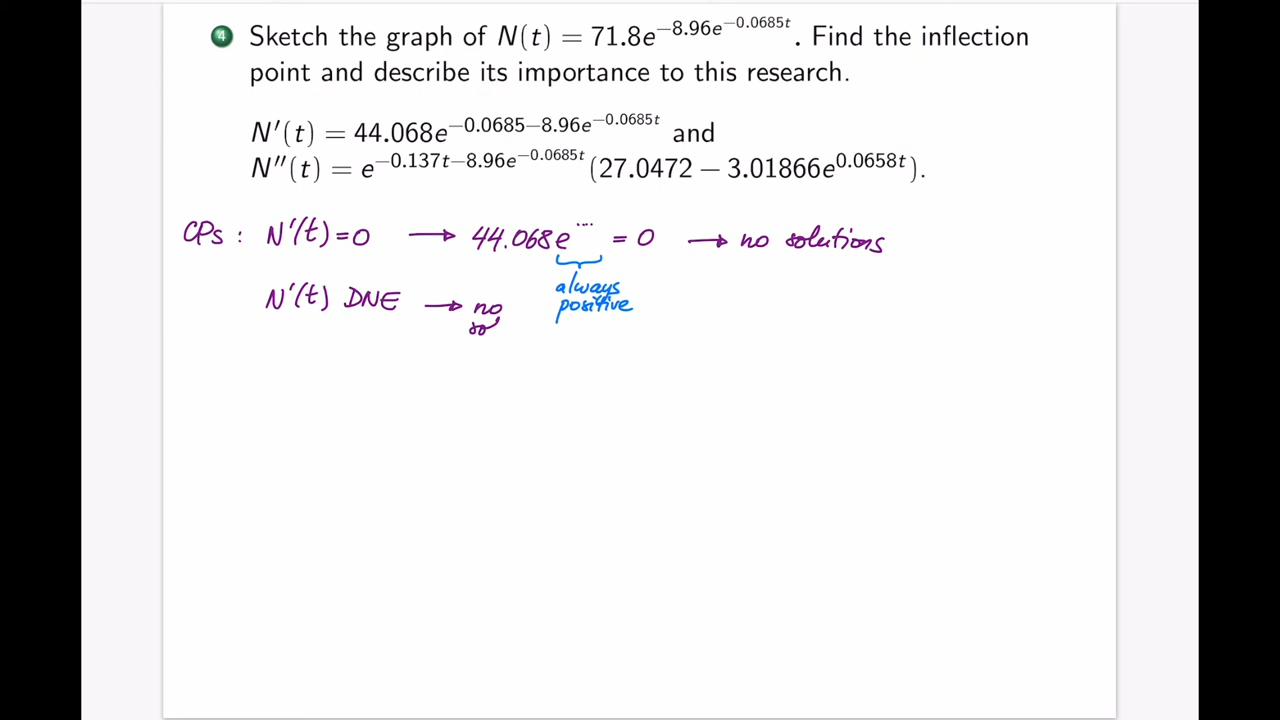 4 Sketch the graph of N(t) = 71.8e^{−8.96e^{−0.0685t}}. Find the inflection
point and describe its importance to this research.
N′(t) = 44.068e^{−0.0685−8.96e^{−0.0685t}} and
N′′(t) = e^{−0.137t−8.96e^{−0.0685t}}(27.0472 − 3.01866e^{0.0658t}).
CPs : N'(t)=0 → 44.068e^{....} = 0 → no solutions
always
positive
N'(t) DNE → no
so